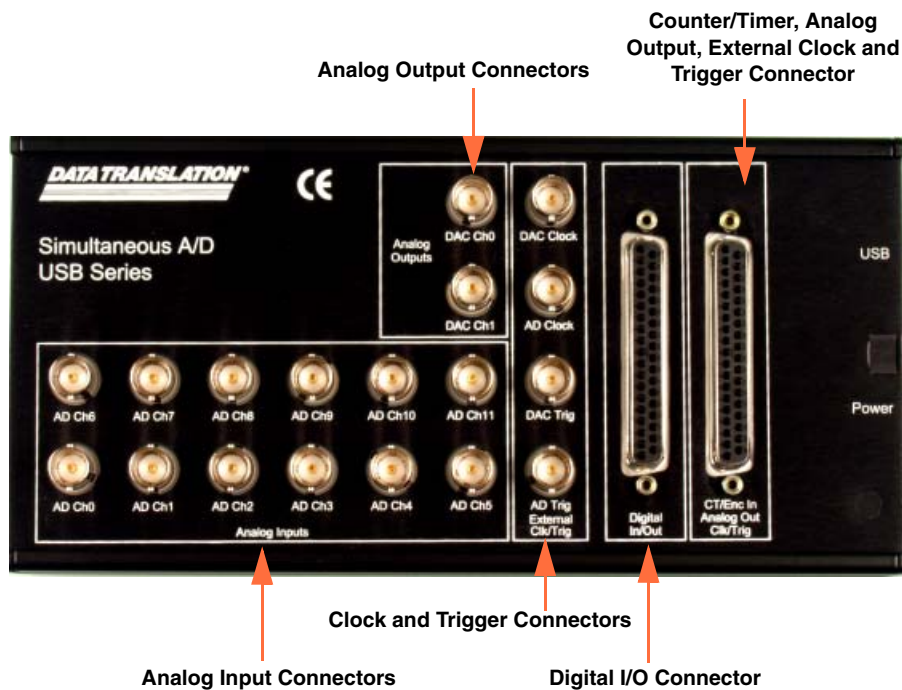 Counter/Timer, Analog
Output, External Clock and
Trigger Connector
Analog Output Connectors
DATA TRANSLATION®
CE
Simultaneous A/D
USB Series
Analog
Outputs
DAC Ch0
DAC Ch1
DAC Clock
AD Clock
DAC Trig
AD Trig
External
Clk/Trig
USB
Power
AD Ch6
AD Ch7
AD Ch8
AD Ch9
AD Ch10
AD Ch11
AD Ch0
AD Ch1
AD Ch2
AD Ch3
AD Ch4
AD Ch5
Analog Inputs
Digital
In/Out
CT/Enc In
Analog Out
Clk/Trig
Clock and Trigger Connectors
Analog Input Connectors
Digital I/O Connector